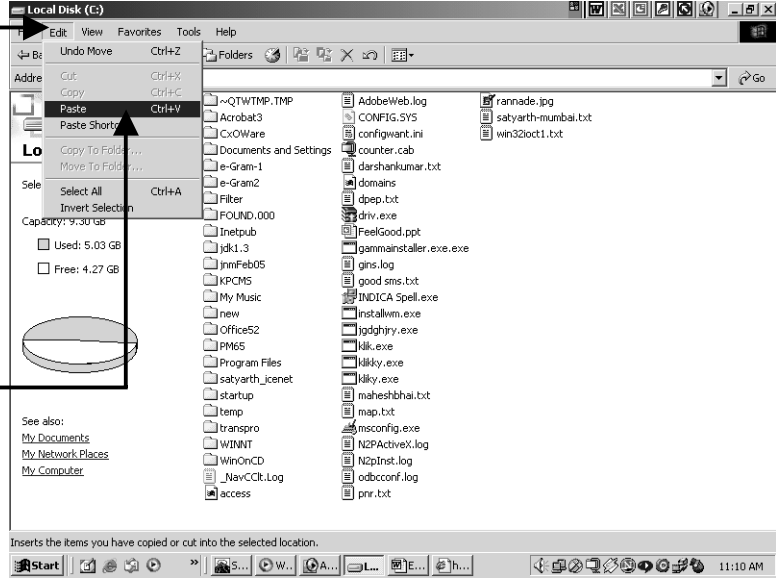 Local Disk (C:)
F Edit View Favorites Tools Help
Ba Folders
Addre Go
Undo Move Ctrl+Z
Cut Ctrl+X
Copy Ctrl+C
Paste Ctrl+V
Paste Shortc
Copy To Folder...
Move To Folder...
Select All Ctrl+A
Invert Selection
Lo
Sele
Capacity: 9.30 GB
Used: 5.03 GB
Free: 4.27 GB
See also:
My Documents
My Network Places
My Computer
~QTWTMP.TMP
Acrobat3
CxOWare
Documents and Settings
e-Gram-1
e-Gram2
Filter
FOUND.000
Inetpub
jdk1.3
jnmFeb05
KPCMS
My Music
new
Office52
PM65
Program Files
satyarth_icenet
startup
temp
transpro
WINNT
WinOnCD
_NavCClt.Log
access
AdobeWeb.log
CONFIG.SYS
configwant.ini
counter.cab
darshankumar.txt
domains
dpep.txt
driv.exe
FeelGood.ppt
gammainstaller.exe.exe
gins.log
good sms.txt
INDICA Spell.exe
installwm.exe
jgdghjry.exe
klik.exe
klikky.exe
kliky.exe
maheshbhai.txt
map.txt
msconfig.exe
N2PActiveX.log
N2pInst.log
odbcconf.log
pnr.txt
rannade.jpg
satyarth-mumbai.txt
win32ioct1.txt
Inserts the items you have copied or cut into the selected location.
Start » S... W... A... L... E... h... 11:10 AM